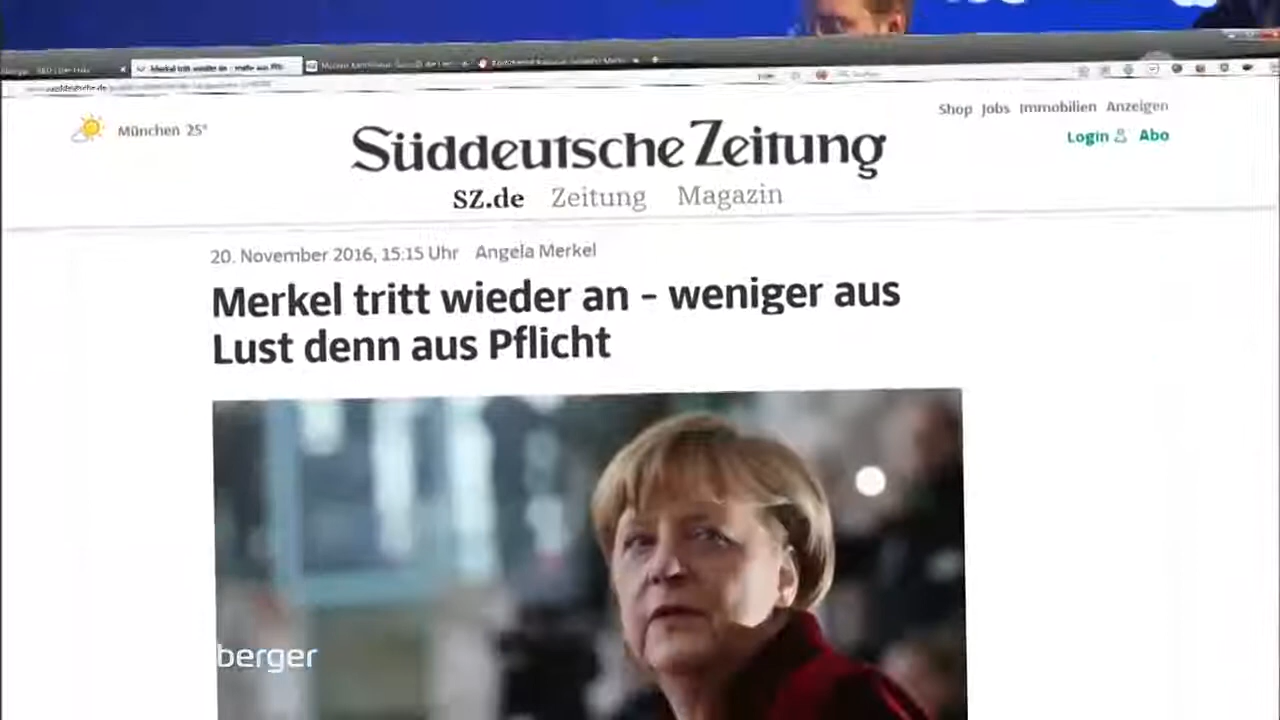 München 25°
Shop Jobs Immobilien Anzeigen
Login Abo
Süddeutsche Zeitung
SZ.de Zeitung Magazin
20. November 2016, 15:15 Uhr Angela Merkel
Merkel tritt wieder an – weniger aus
Lust denn aus Pflicht
berger